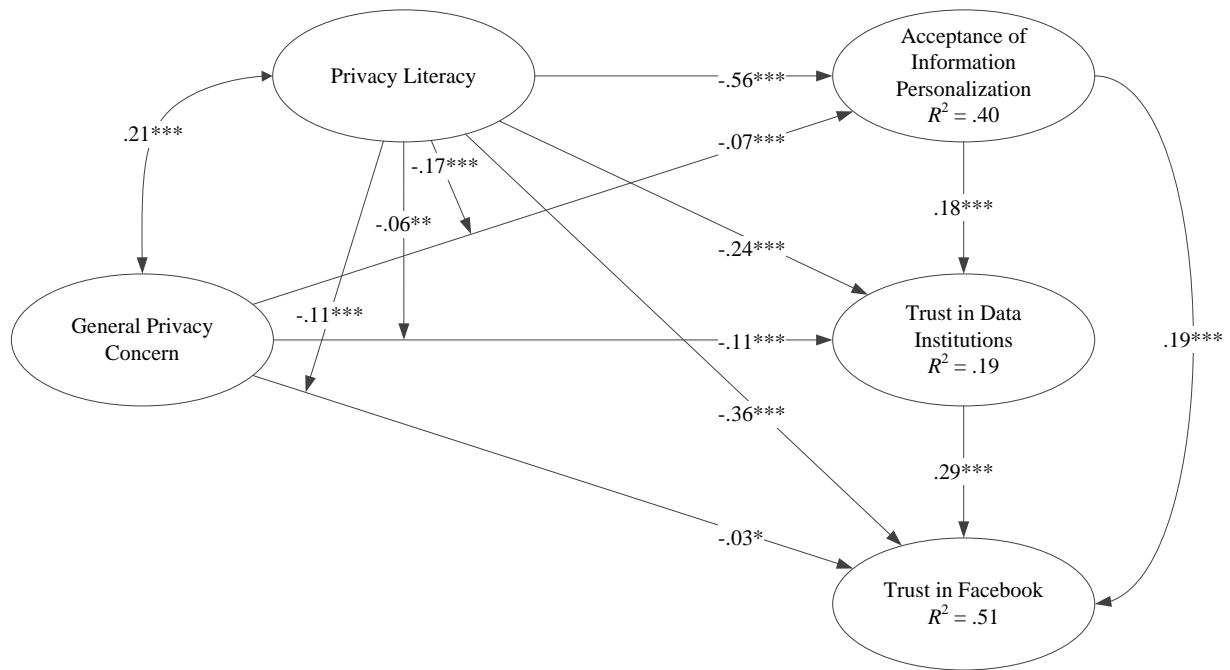 Privacy Literacy
Acceptance of
Information
Personalization
R² = .40
-.56***
.21***
-.07***
-.17***
.18***
-.06**
-.24***
General Privacy
Concern
-.11***
-.11***
Trust in Data
Institutions
R² = .19
.19***
-.36***
.29***
-.03*
Trust in Facebook
R² = .51